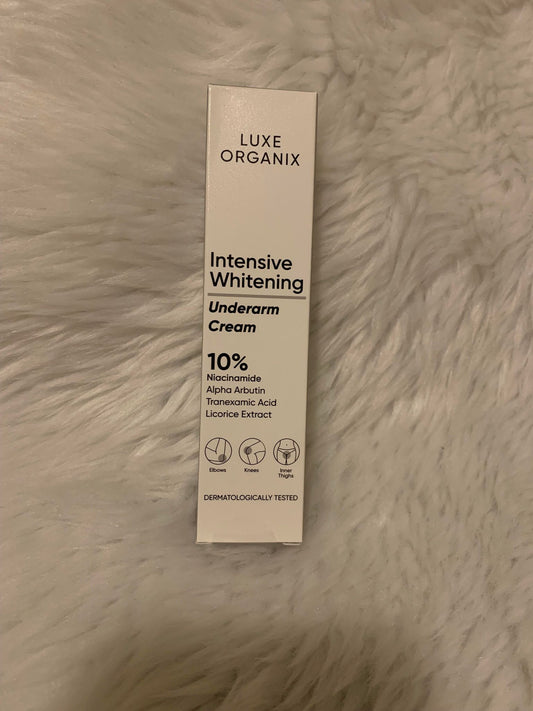 LUXE
ORGANIX
Intensive
Whitening
Underarm
Cream
10%
Niacinamide
Alpha Arbutin
Tranexamic Acid
Licorice Extract
Elbows
Knees
Inner
Thighs
DERMATOLOGICALLY TESTED